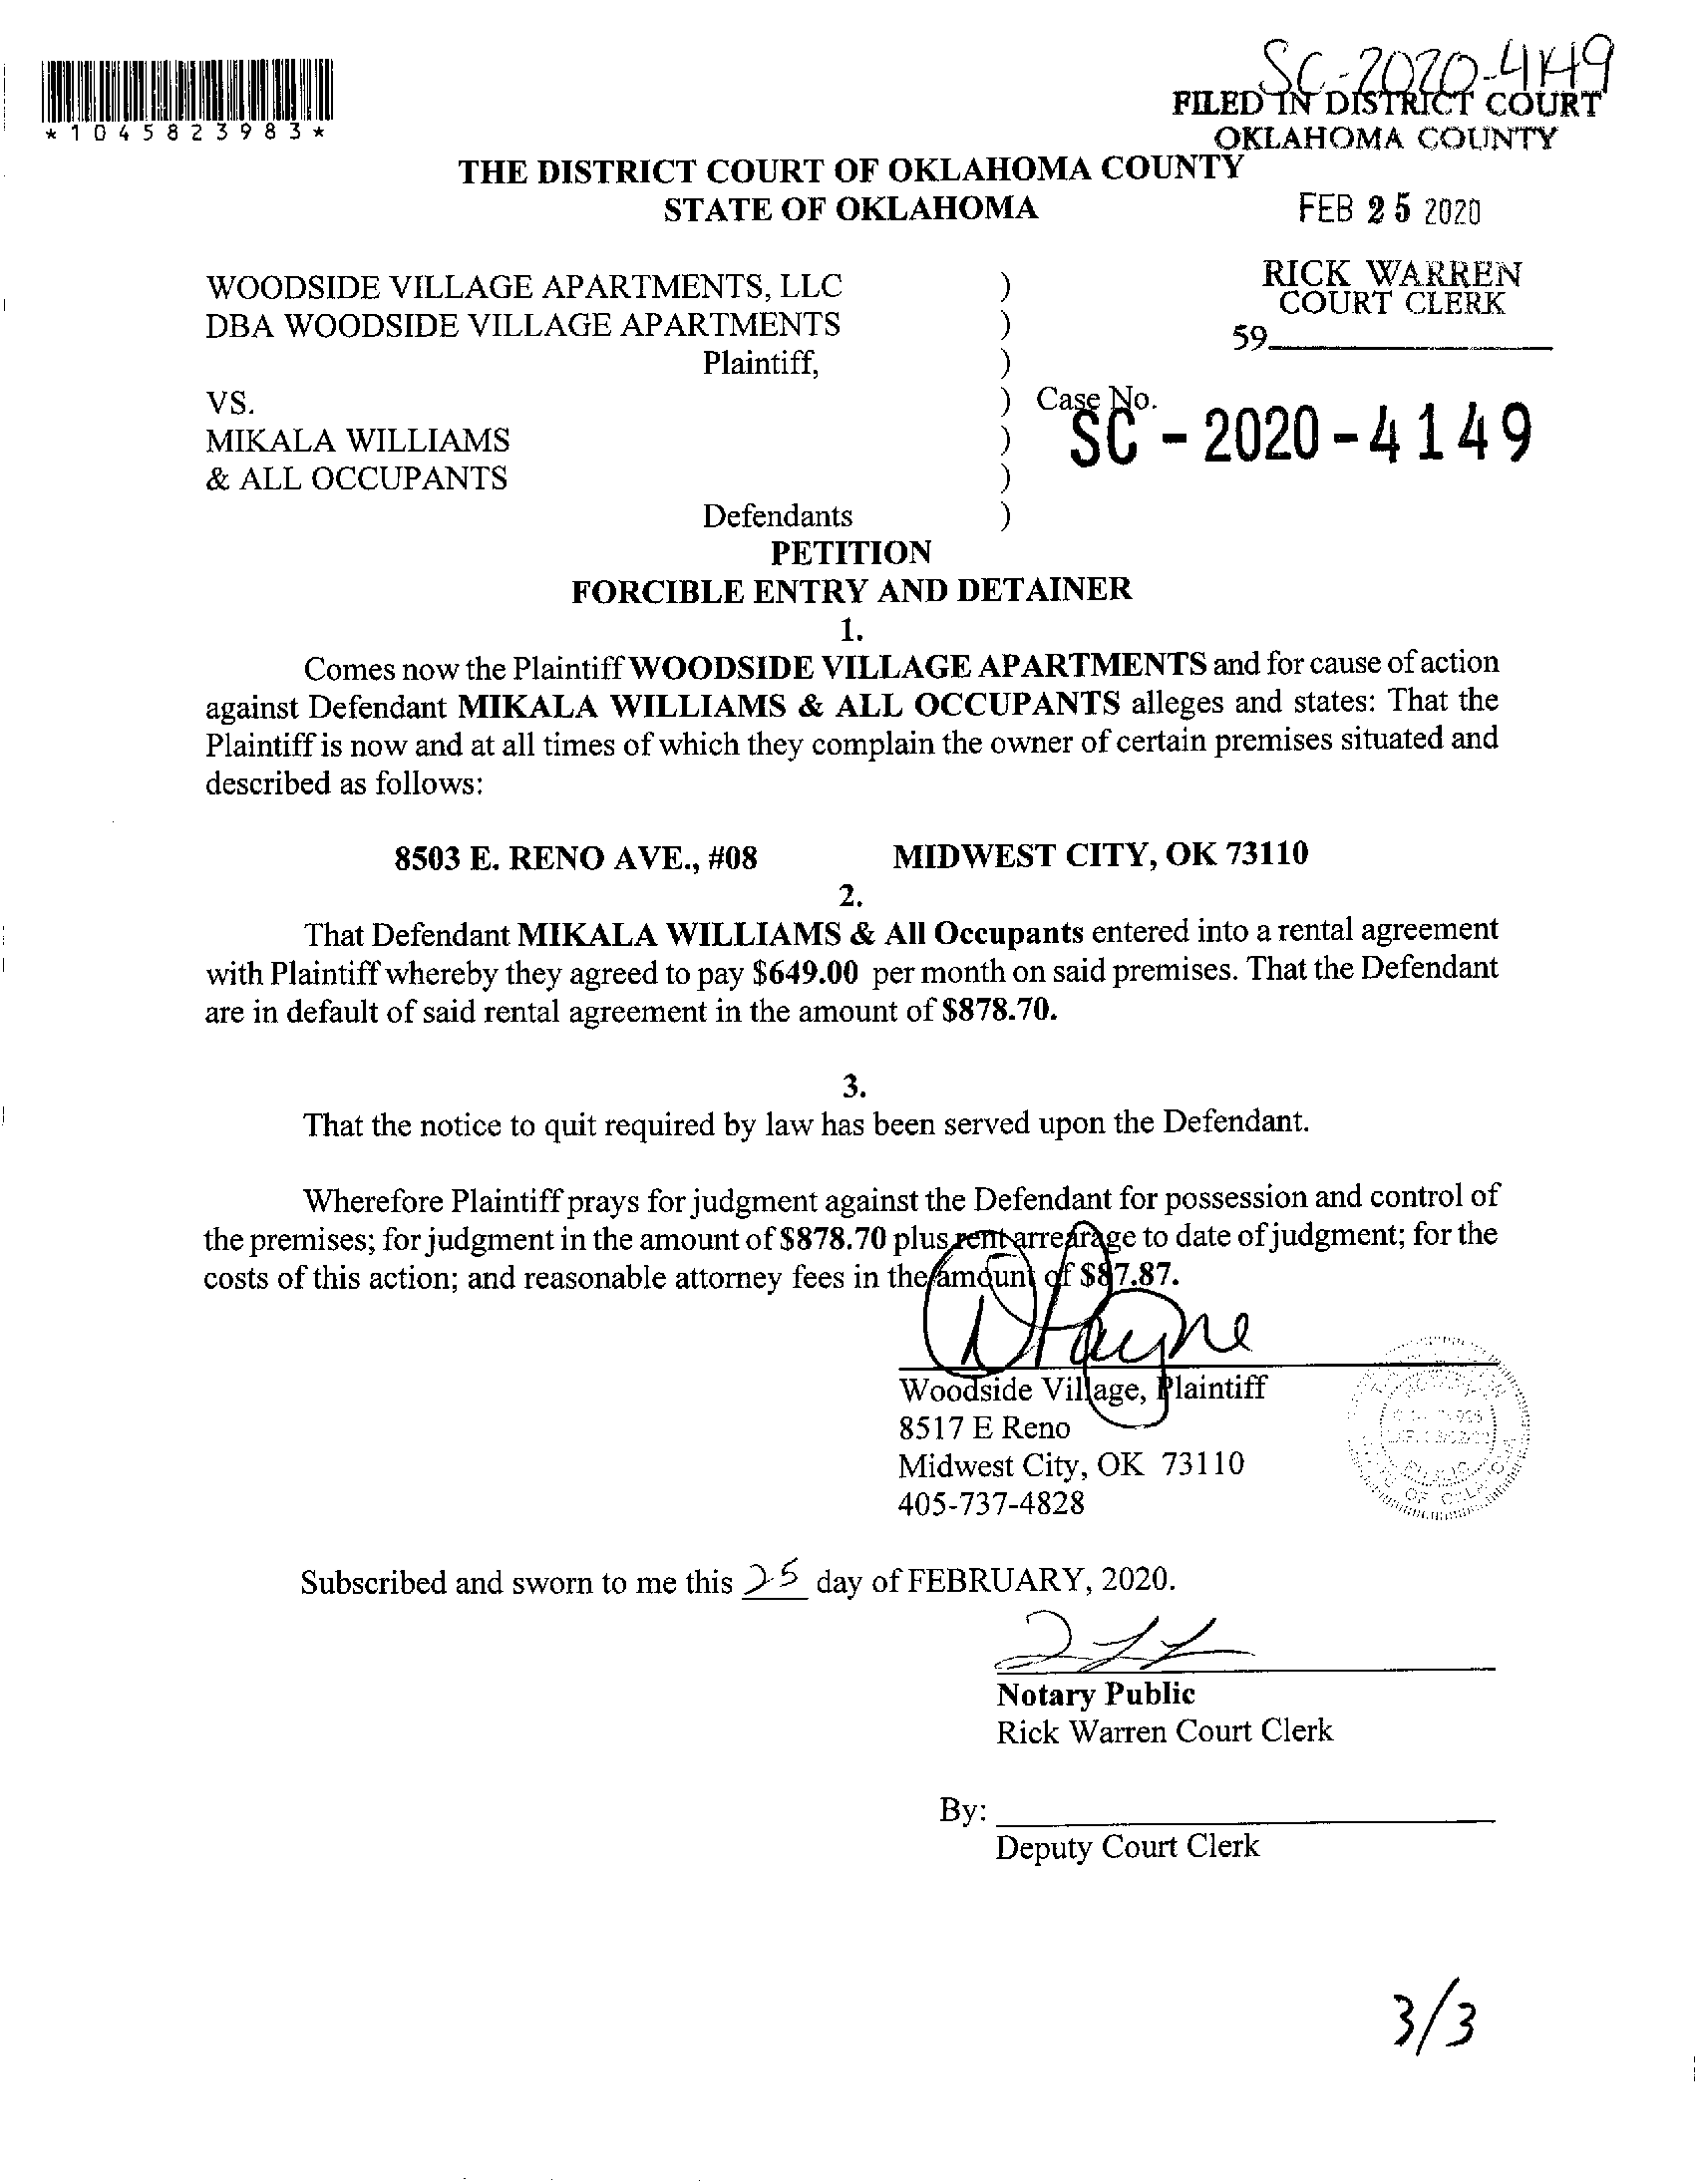 SC-2020-4149
*1045823983*
FILED IN DISTRICT COURT
OKLAHOMA COUNTY
THE DISTRICT COURT OF OKLAHOMA COUNTY
STATE OF OKLAHOMA
FEB 25 2020
RICK WARREN
COURT CLERK
59
WOODSIDE VILLAGE APARTMENTS, LLC )
DBA WOODSIDE VILLAGE APARTMENTS )
Plaintiff, )
VS. ) Case No.
SC-2020-4149
MIKALA WILLIAMS )
& ALL OCCUPANTS )
Defendants )
PETITION
FORCIBLE ENTRY AND DETAINER
1.
Comes now the Plaintiff WOODSIDE VILLAGE APARTMENTS and for cause of action
against Defendant MIKALA WILLIAMS & ALL OCCUPANTS alleges and states: That the
Plaintiff is now and at all times of which they complain the owner of certain premises situated and
described as follows:
8503 E. RENO AVE., #08 MIDWEST CITY, OK 73110
2.
That Defendant MIKALA WILLIAMS & All Occupants entered into a rental agreement
with Plaintiff whereby they agreed to pay $649.00 per month on said premises. That the Defendant
are in default of said rental agreement in the amount of $878.70.
3.
That the notice to quit required by law has been served upon the Defendant.
Wherefore Plaintiff prays for judgment against the Defendant for possession and control of
the premises; for judgment in the amount of $878.70 plus rent arrearage to date of judgment; for the
costs of this action; and reasonable attorney fees in the amount of $87.87.
D Payne
Woodside Village, Plaintiff
8517 E Reno
Midwest City, OK 73110
405-737-4828
Subscribed and sworn to me this 25 day of FEBRUARY, 2020.
Notary Public
Rick Warren Court Clerk
By:
Deputy Court Clerk
3/3